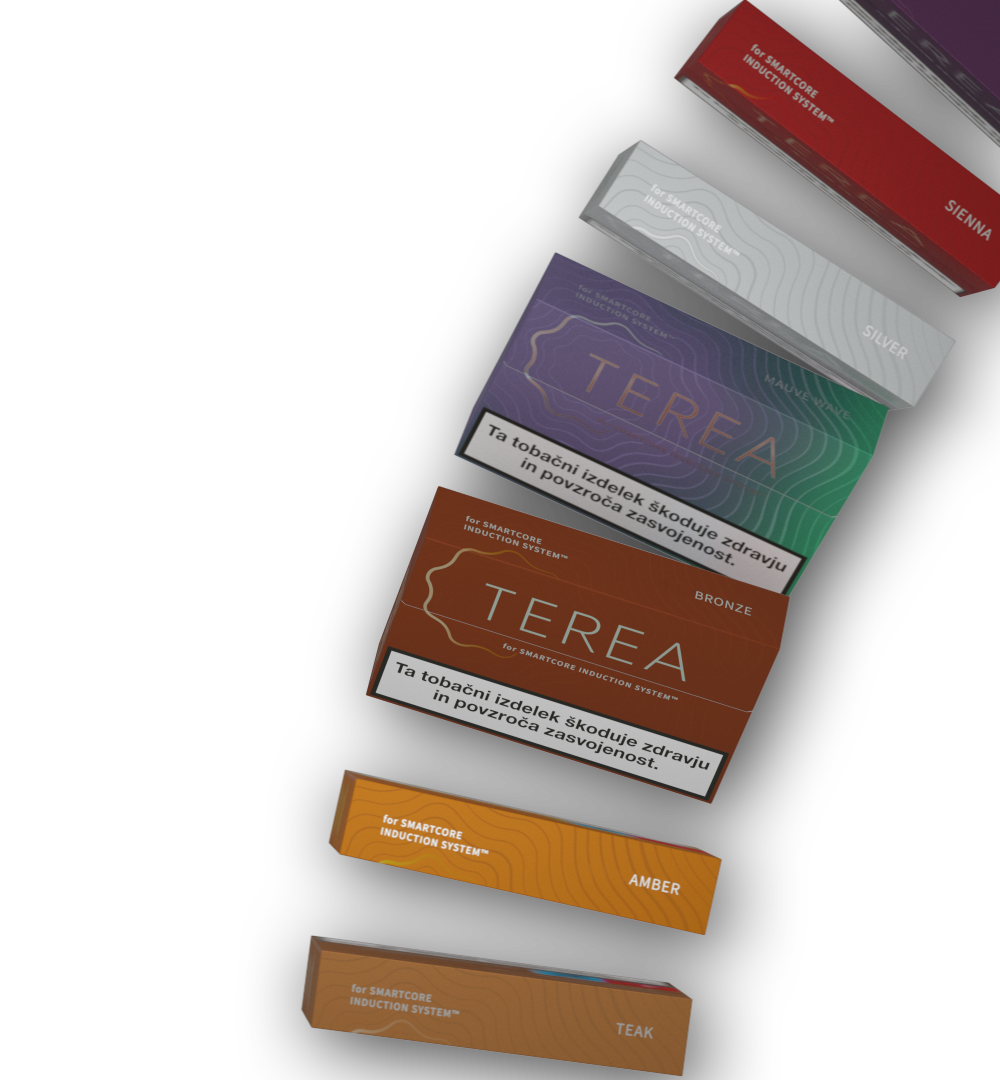 for SMARTCORE
INDUCTION SYSTEM™
SIENNA
for SMARTCORE
INDUCTION SYSTEM™
SILVER
for SMARTCORE
INDUCTION SYSTEM™
MAUVE WAVE
TEREA
Ta tobačni izdelek škoduje zdravju
in povzroča zasvojenost.
for SMARTCORE
INDUCTION SYSTEM™
BRONZE
TEREA
for SMARTCORE INDUCTION SYSTEM™
Ta tobačni izdelek škoduje zdravju
in povzroča zasvojenost.
for SMARTCORE
INDUCTION SYSTEM™
AMBER
for SMARTCORE
INDUCTION SYSTEM™
TEAK